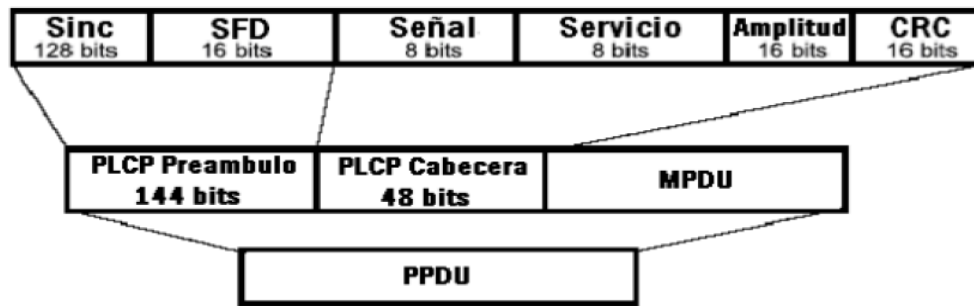 Sinc SFD Señal Servicio Amplitud CRC
128 bits 16 bits 8 bits 8 bits 16 bits 16 bits
PLCP Preambulo PLCP Cabecera MPDU
144 bits 48 bits
PPDU